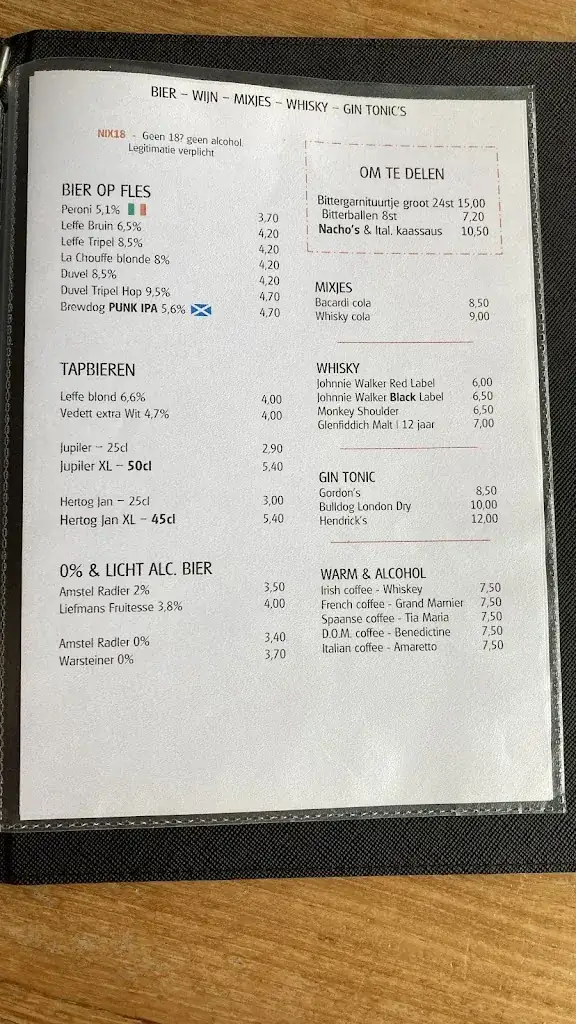 BIER – WIJN – MIXJES – WHISKY – GIN TONIC'S
NIX18 - Geen 18? geen alcohol
Legitimatie verplicht
BIER OP FLES
Peroni 5,1% 3,70
Leffe Bruin 6,5% 4,20
Leffe Tripel 8,5% 4,20
La Chouffe blonde 8% 4,20
Duvel 8,5% 4,20
Duvel Tripel Hop 9,5% 4,70
Brewdog PUNK IPA 5,6% 4,70
TAPBIEREN
Leffe blond 6,6% 4,00
Vedett extra Wit 4,7% 4,00
Jupiler – 25cl 2,90
Jupiler XL – 50cl 5,40
Hertog Jan – 25cl 3,00
Hertog Jan XL – 45cl 5,40
0% & LICHT ALC. BIER
Amstel Radler 2% 3,50
Liefmans Fruitesse 3,8% 4,00
Amstel Radler 0% 3,40
Warsteiner 0% 3,70
OM TE DELEN
Bittergarnituurtje groot 24st 15,00
Bitterballen 8st 7,20
Nacho's & Ital. kaassaus 10,50
MIXJES
Bacardi cola 8,50
Whisky cola 9,00
WHISKY
Johnnie Walker Red Label 6,00
Johnnie Walker Black Label 6,50
Monkey Shoulder 6,50
Glenfiddich Malt | 12 jaar 7,00
GIN TONIC
Gordon's 8,50
Bulldog London Dry 10,00
Hendrick's 12,00
WARM & ALCOHOL
Irish coffee - Whiskey 7,50
French coffee - Grand Marnier 7,50
Spaanse coffee - Tia Maria 7,50
D.O.M. coffee - Benedictine 7,50
Italian coffee - Amaretto 7,50